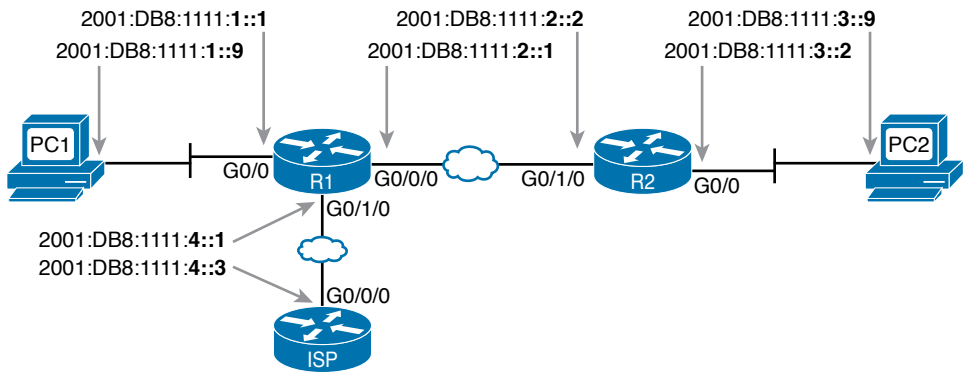 2001:DB8:1111:1::1
2001:DB8:1111:2::2
2001:DB8:1111:3::9
2001:DB8:1111:1::9
2001:DB8:1111:2::1
2001:DB8:1111:3::2
PC1
PC2
G0/0
R1
G0/0/0
G0/1/0
R2
G0/0
G0/1/0
2001:DB8:1111:4::1
2001:DB8:1111:4::3
G0/0/0
ISP